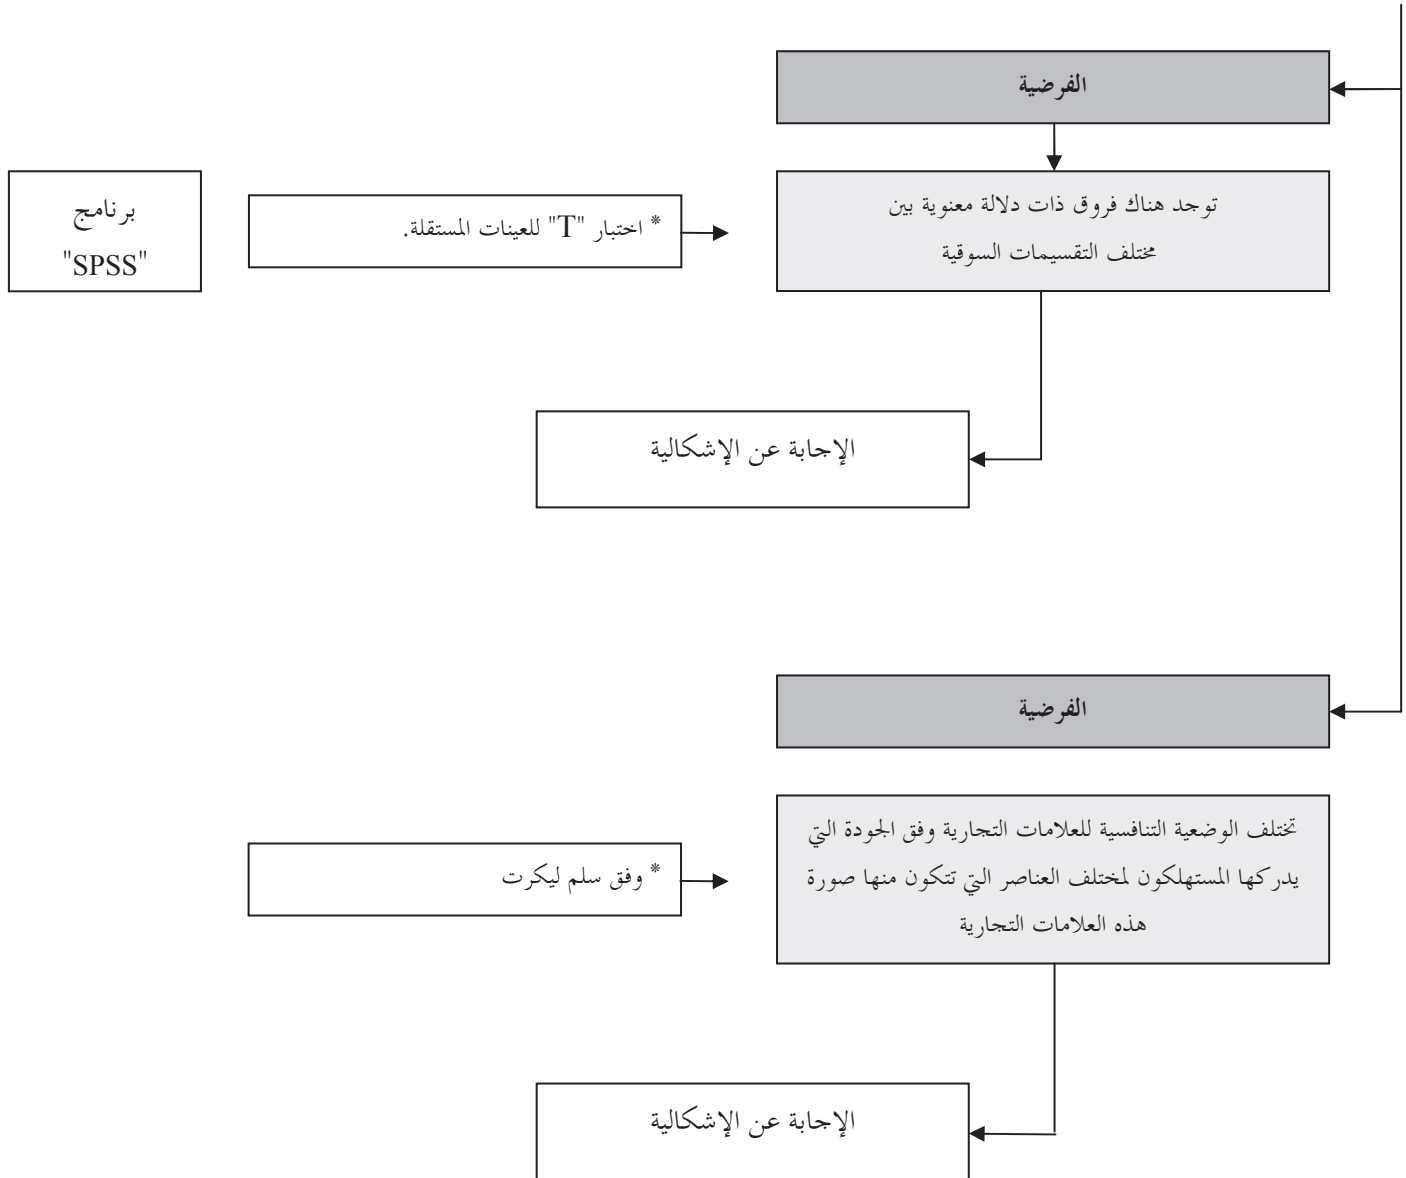 الفرضية
توجد هناك فروق ذات دلالة معنوية بين
مختلف التقسيمات السوقية
* اختبار "T" للعينات المستقلة.
برنامج
"SPSS"
الإجابة عن الإشكالية
الفرضية
تختلف الوضعية التنافسية للعلامات التجارية وفق الجودة التي
يدركها المستهلكون لمختلف العناصر التي تتكون منها صورة
هذه العلامات التجارية
* وفق سلم ليكرت
الإجابة عن الإشكالية